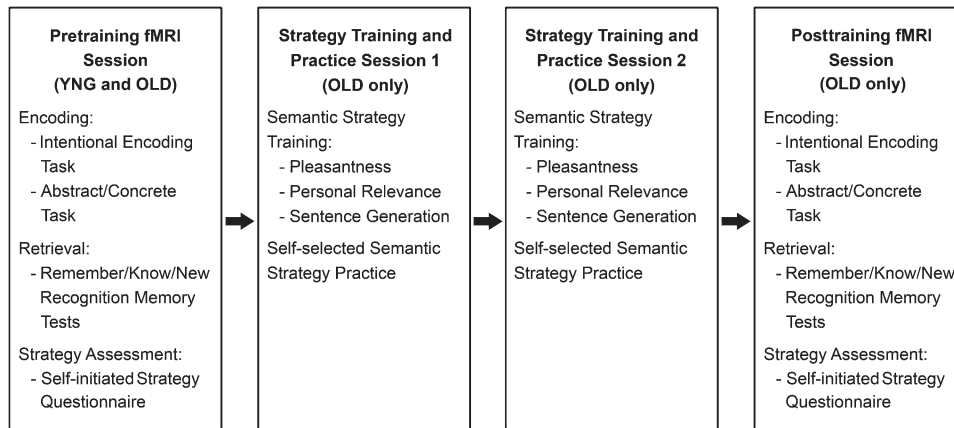 Pretraining fMRI
Session
(YNG and OLD)
Encoding:
- Intentional Encoding
Task
- Abstract/Concrete
Task
Retrieval:
- Remember/Know/New
Recognition Memory
Tests
Strategy Assessment:
- Self-initiated Strategy
Questionnaire
Strategy Training and
Practice Session 1
(OLD only)
Semantic Strategy
Training:
- Pleasantness
- Personal Relevance
- Sentence Generation
Self-selected Semantic
Strategy Practice
Strategy Training and
Practice Session 2
(OLD only)
Semantic Strategy
Training:
- Pleasantness
- Personal Relevance
- Sentence Generation
Self-selected Semantic
Strategy Practice
Posttraining fMRI
Session
(OLD only)
Encoding:
- Intentional Encoding
Task
- Abstract/Concrete
Task
Retrieval:
- Remember/Know/New
Recognition Memory
Tests
Strategy Assessment:
- Self-initiated Strategy
Questionnaire